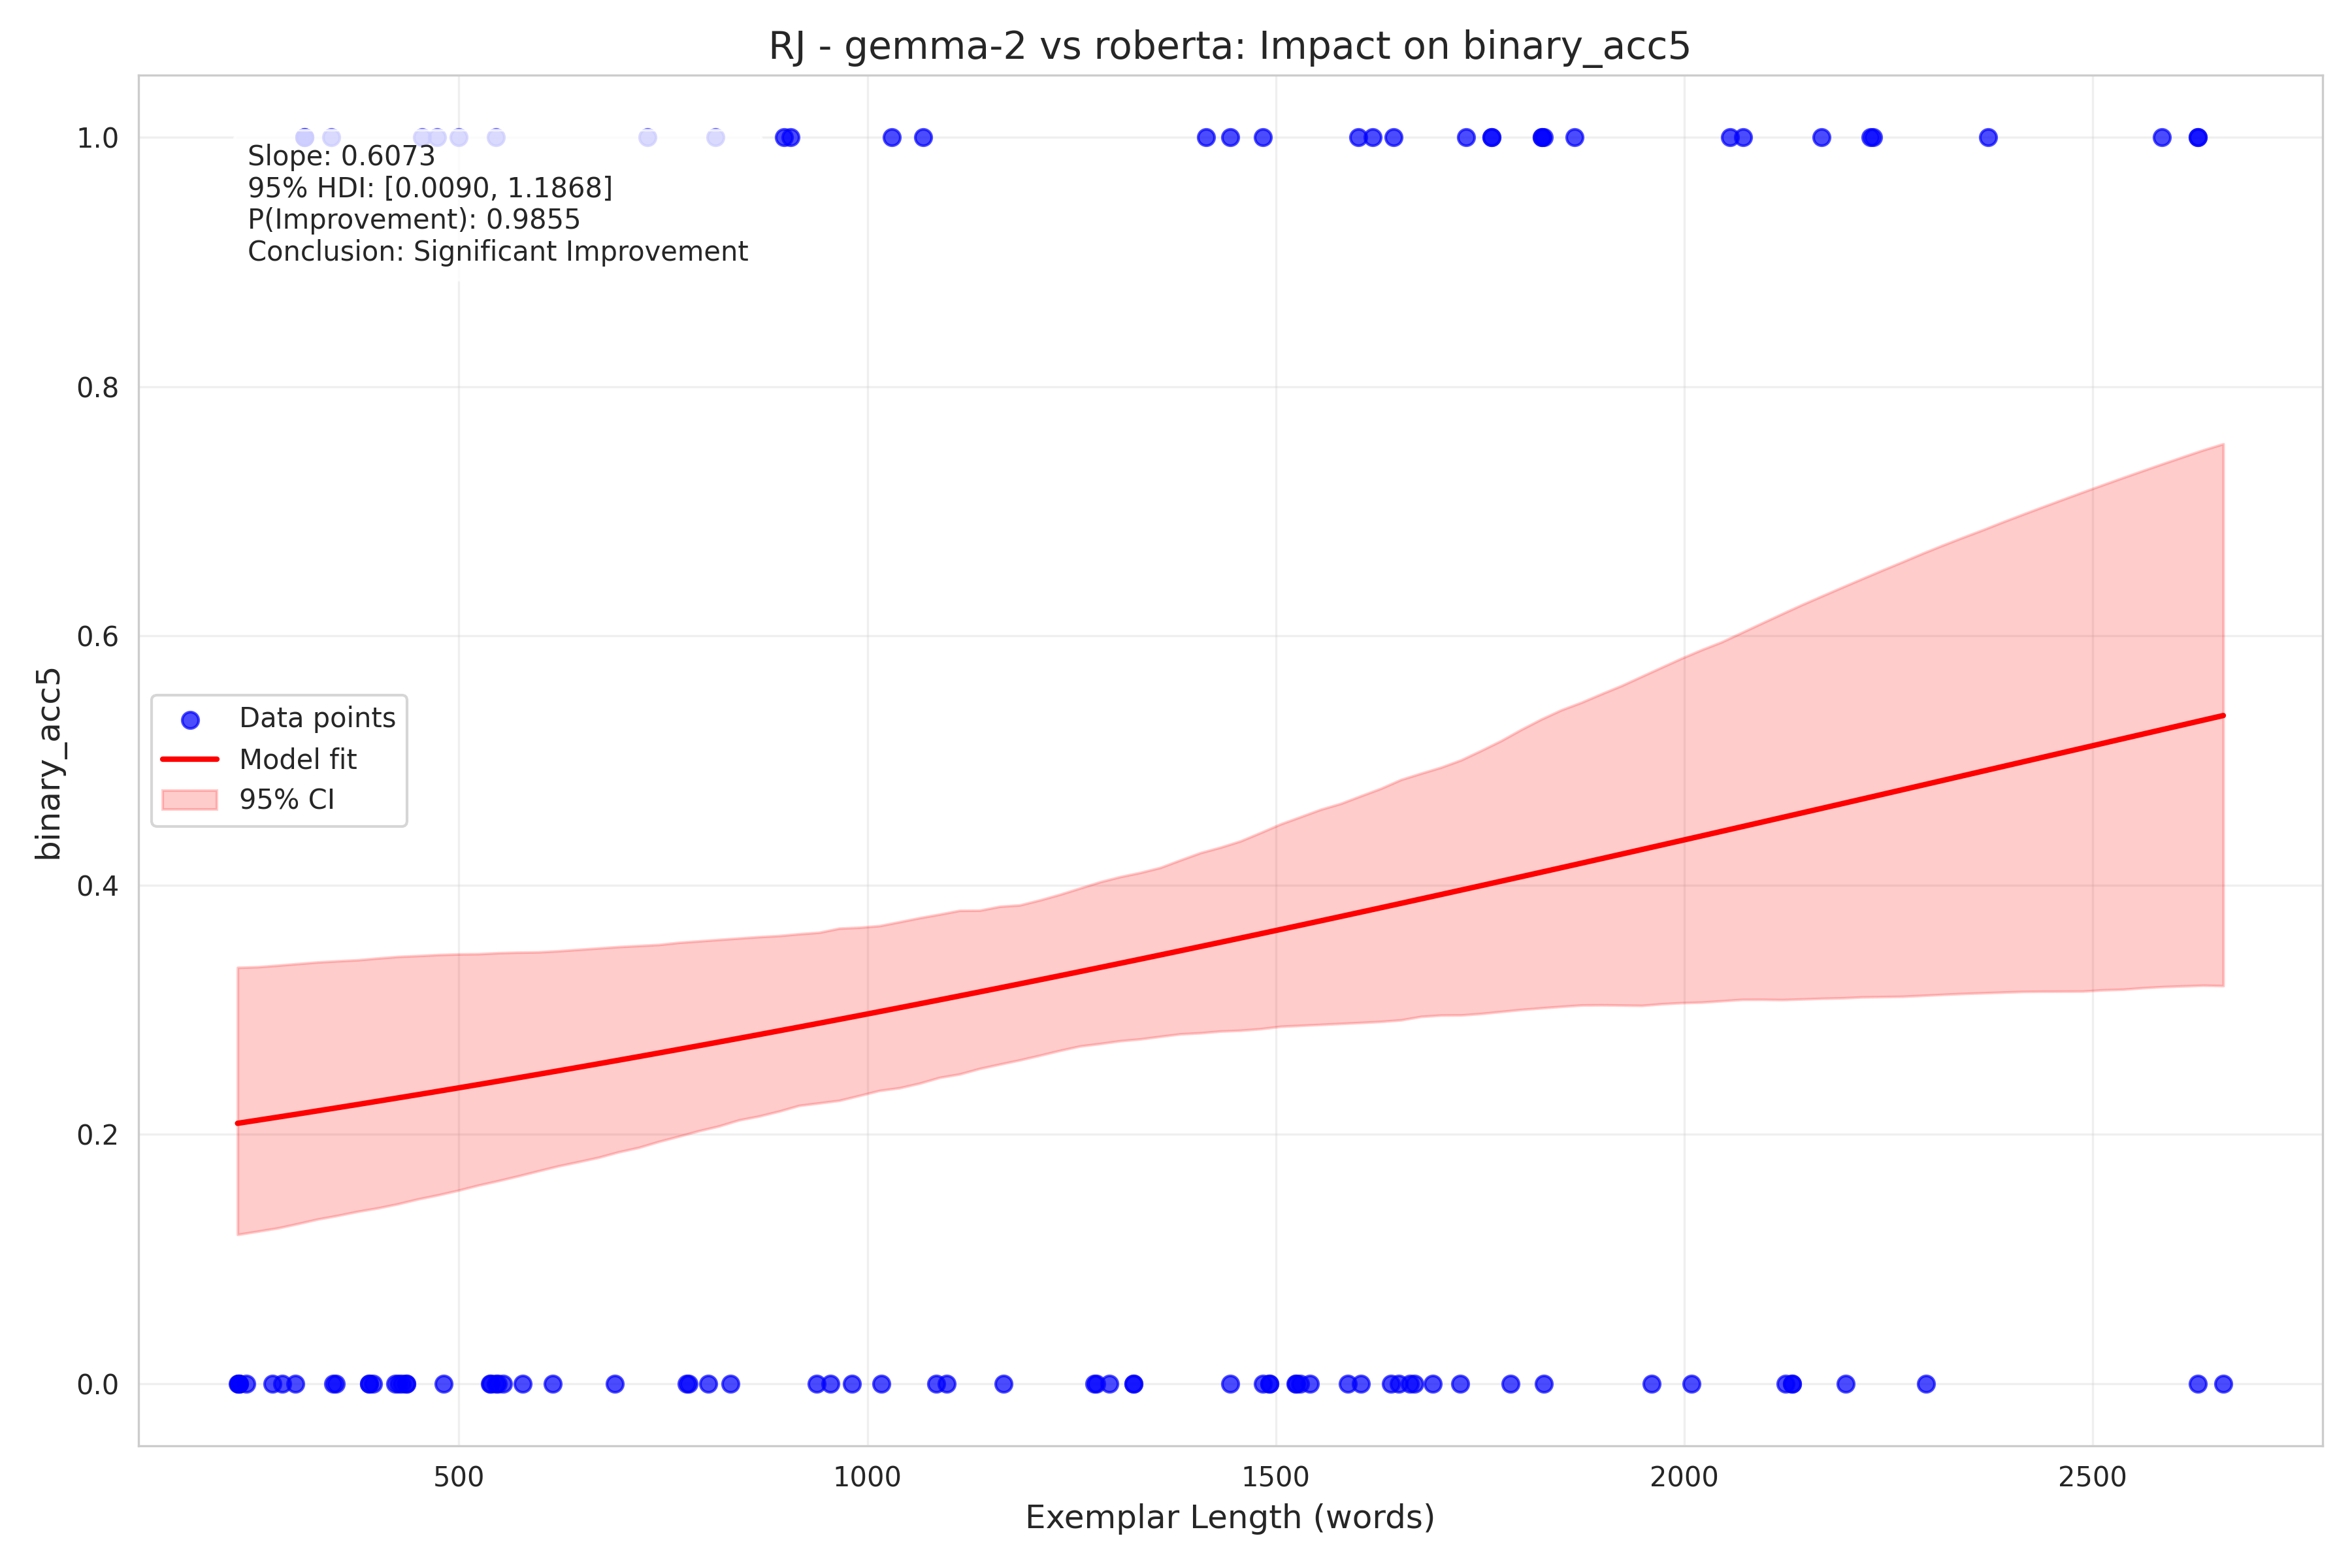 RJ - gemma-2 vs roberta: Impact on binary_acc5
1.0
Slope: 0.6073
95% HDI: [0.0090, 1.1868]
P(Improvement): 0.9855
Conclusion: Significant Improvement
0.8
0.6
binary_acc5
Data points
Model fit
95% CI
0.4
0.2
0.0
500
1000
1500
2000
2500
Exemplar Length (words)